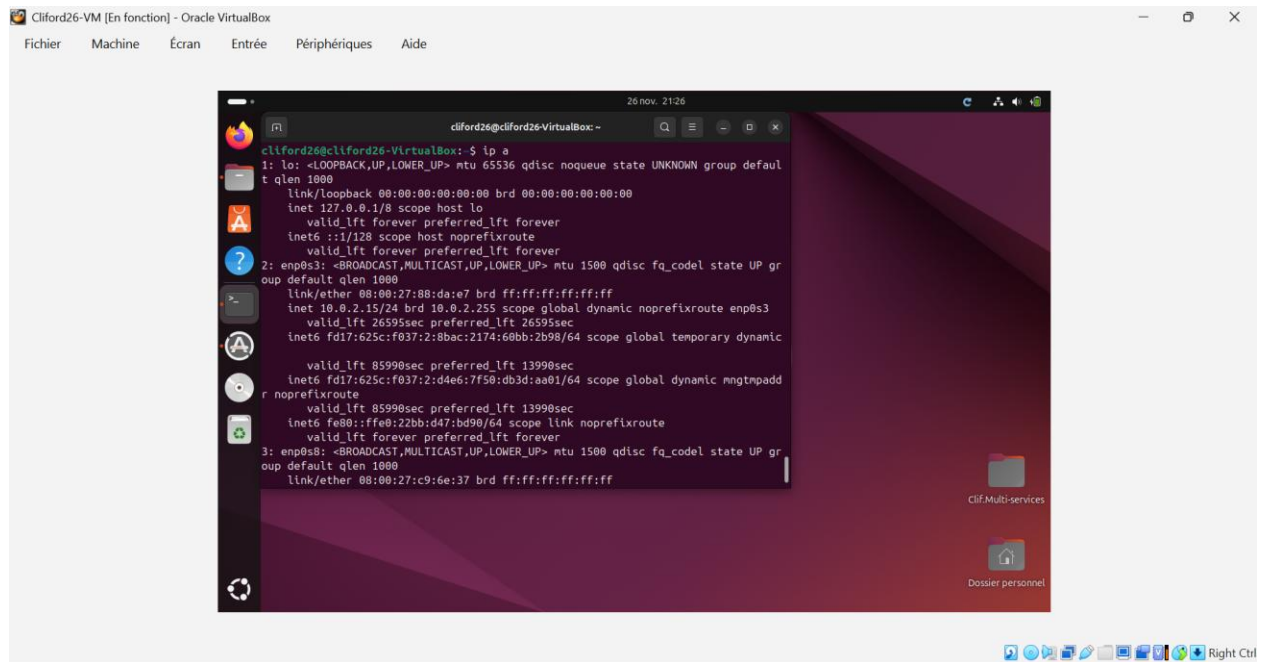 Cliford26-VM [En fonction] - Oracle VirtualBox
Fichier Machine Écran Entrée Périphériques Aide
26 nov. 21:26
cliford26@cliford26-VirtualBox: ~
cliford26@cliford26-VirtualBox:~$ ip a
1: lo: <LOOPBACK,UP,LOWER_UP> mtu 65536 qdisc noqueue state UNKNOWN group defaul
t qlen 1000
link/loopback 00:00:00:00:00:00 brd 00:00:00:00:00:00
inet 127.0.0.1/8 scope host lo
valid_lft forever preferred_lft forever
inet6 ::1/128 scope host noprefixroute
valid_lft forever preferred_lft forever
2: enp0s3: <BROADCAST,MULTICAST,UP,LOWER_UP> mtu 1500 qdisc fq_codel state UP gr
oup default qlen 1000
link/ether 08:00:27:88:da:e7 brd ff:ff:ff:ff:ff:ff
inet 10.0.2.15/24 brd 10.0.2.255 scope global dynamic noprefixroute enp0s3
valid_lft 26595sec preferred_lft 26595sec
inet6 fd17:625c:f037:2:8bac:2174:60bb:2b98/64 scope global temporary dynamic
valid_lft 85990sec preferred_lft 13990sec
inet6 fd17:625c:f037:2:d4e6:7f50:db3d:aa01/64 scope global dynamic mngtmpadd
r noprefixroute
valid_lft 85990sec preferred_lft 13990sec
inet6 fe80::ffe0:22bb:d47:bd90/64 scope link noprefixroute
valid_lft forever preferred_lft forever
3: enp0s8: <BROADCAST,MULTICAST,UP,LOWER_UP> mtu 1500 qdisc fq_codel state UP gr
oup default qlen 1000
link/ether 08:00:27:c9:6e:37 brd ff:ff:ff:ff:ff:ff
Clif.Multi-services
Dossier personnel
Right Ctrl